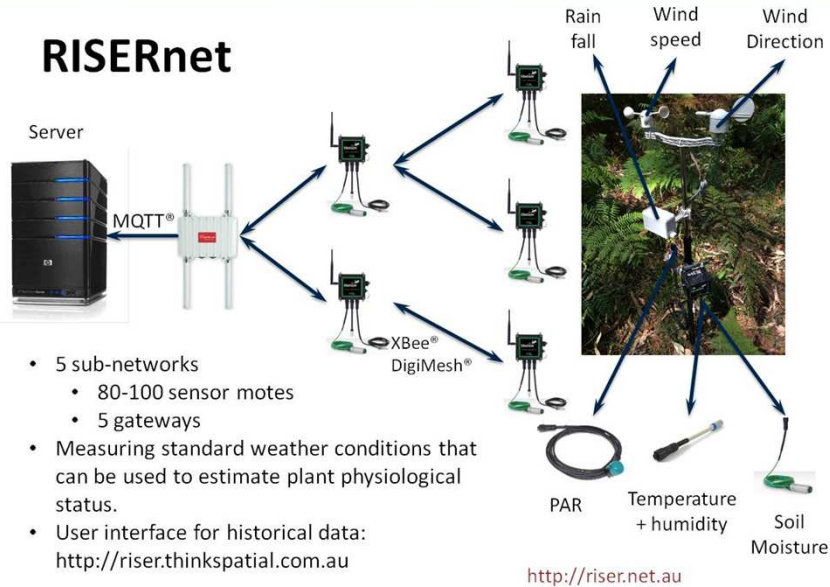 RISERnet
Rain
fall
Wind
speed
Wind
Direction
Server
MQTT®
XBee®
DigiMesh®
• 5 sub-networks
• 80-100 sensor motes
• 5 gateways
• Measuring standard weather conditions that
can be used to estimate plant physiological
status.
• User interface for historical data:
http://riser.thinkspatial.com.au
PAR
Temperature
+ humidity
Soil
Moisture
http://riser.net.au